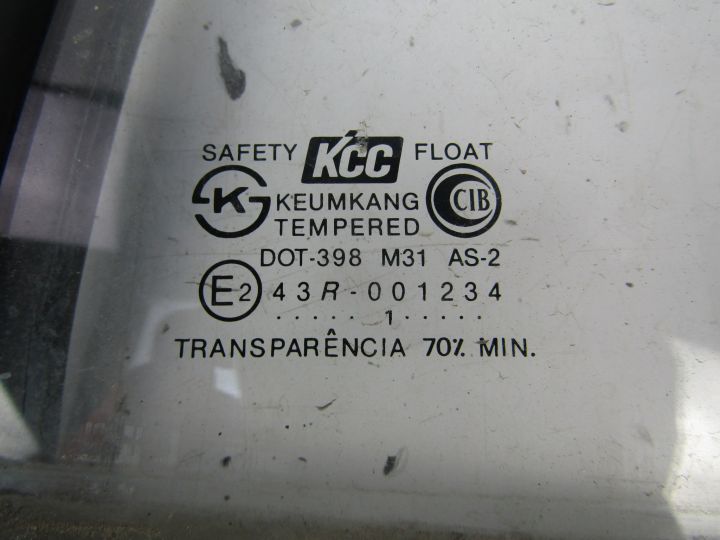 SAFETY KCC FLOAT
K KEUMKANG CIB
TEMPERED
DOT-398 M31 AS-2
E2 43R-001234
.....1.....
TRANSPARÊNCIA 70% MIN.